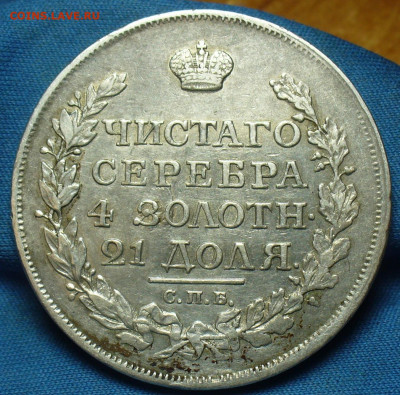 COINS.LAVE.RU
ЧИСТАГО
СЕРЕБРА
4 ЗОЛОТН·
21 ДОЛЯ.
С.П.Б.